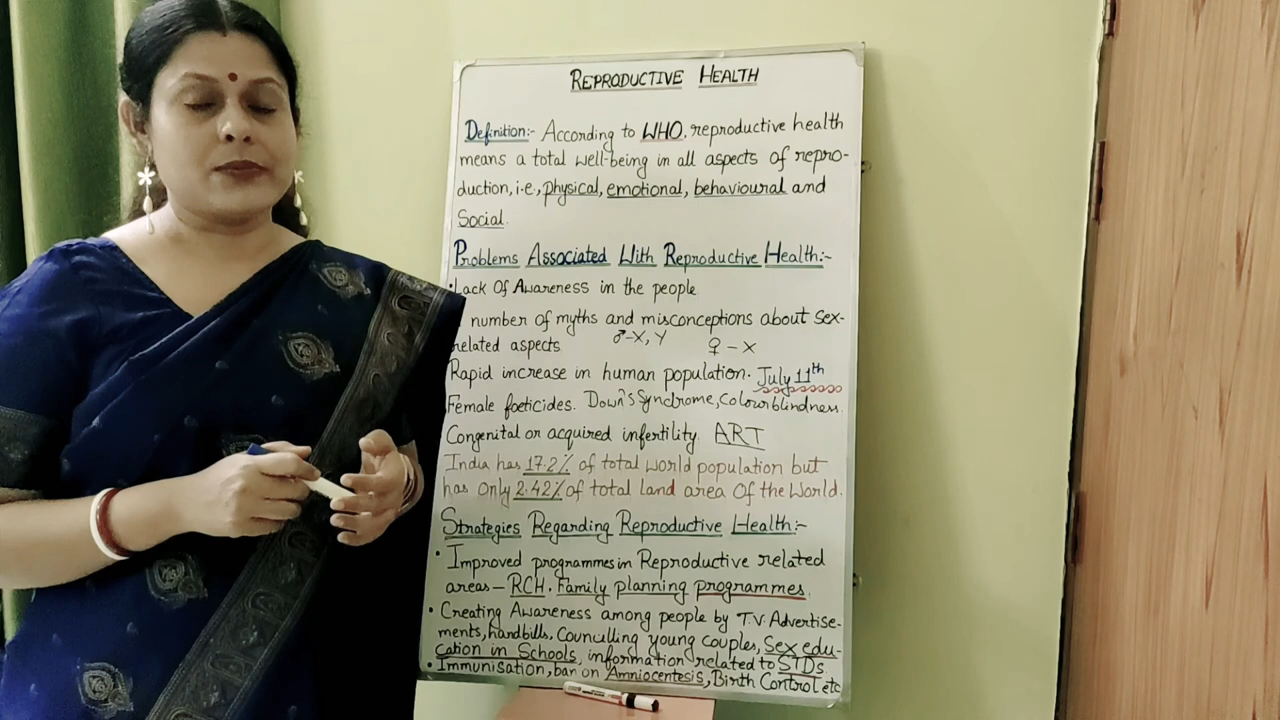 REPRODUCTIVE HEALTH
Definition:- According to WHO, reproductive health
means a total well-being in all aspects of repro-
duction, i.e., physical, emotional, behavioural and
Social.
Problems Associated With Reproductive Health:-
Lack Of Awareness in the people
number of myths and misconceptions about sex-
related aspects ♂-X, Y ♀-X
Rapid increase in human population. July 11th
Female foeticides. Down's Syndrome, Colourblindness.
Congenital or acquired infertility. ART
India has 17.2% of total world population but
has only 2.42% of total land area Of the World.
Strategies Regarding Reproductive Health:-
• Improved programmes in Reproductive related
areas – RCH. Family planning programmes.
• Creating Awareness among people by T.V. Advertise-
ments, handbills, Councilling young couples, Sex edu-
cation in Schools, information related to STDs
• Immunisation, ban on Amniocentesis, Birth Control etc